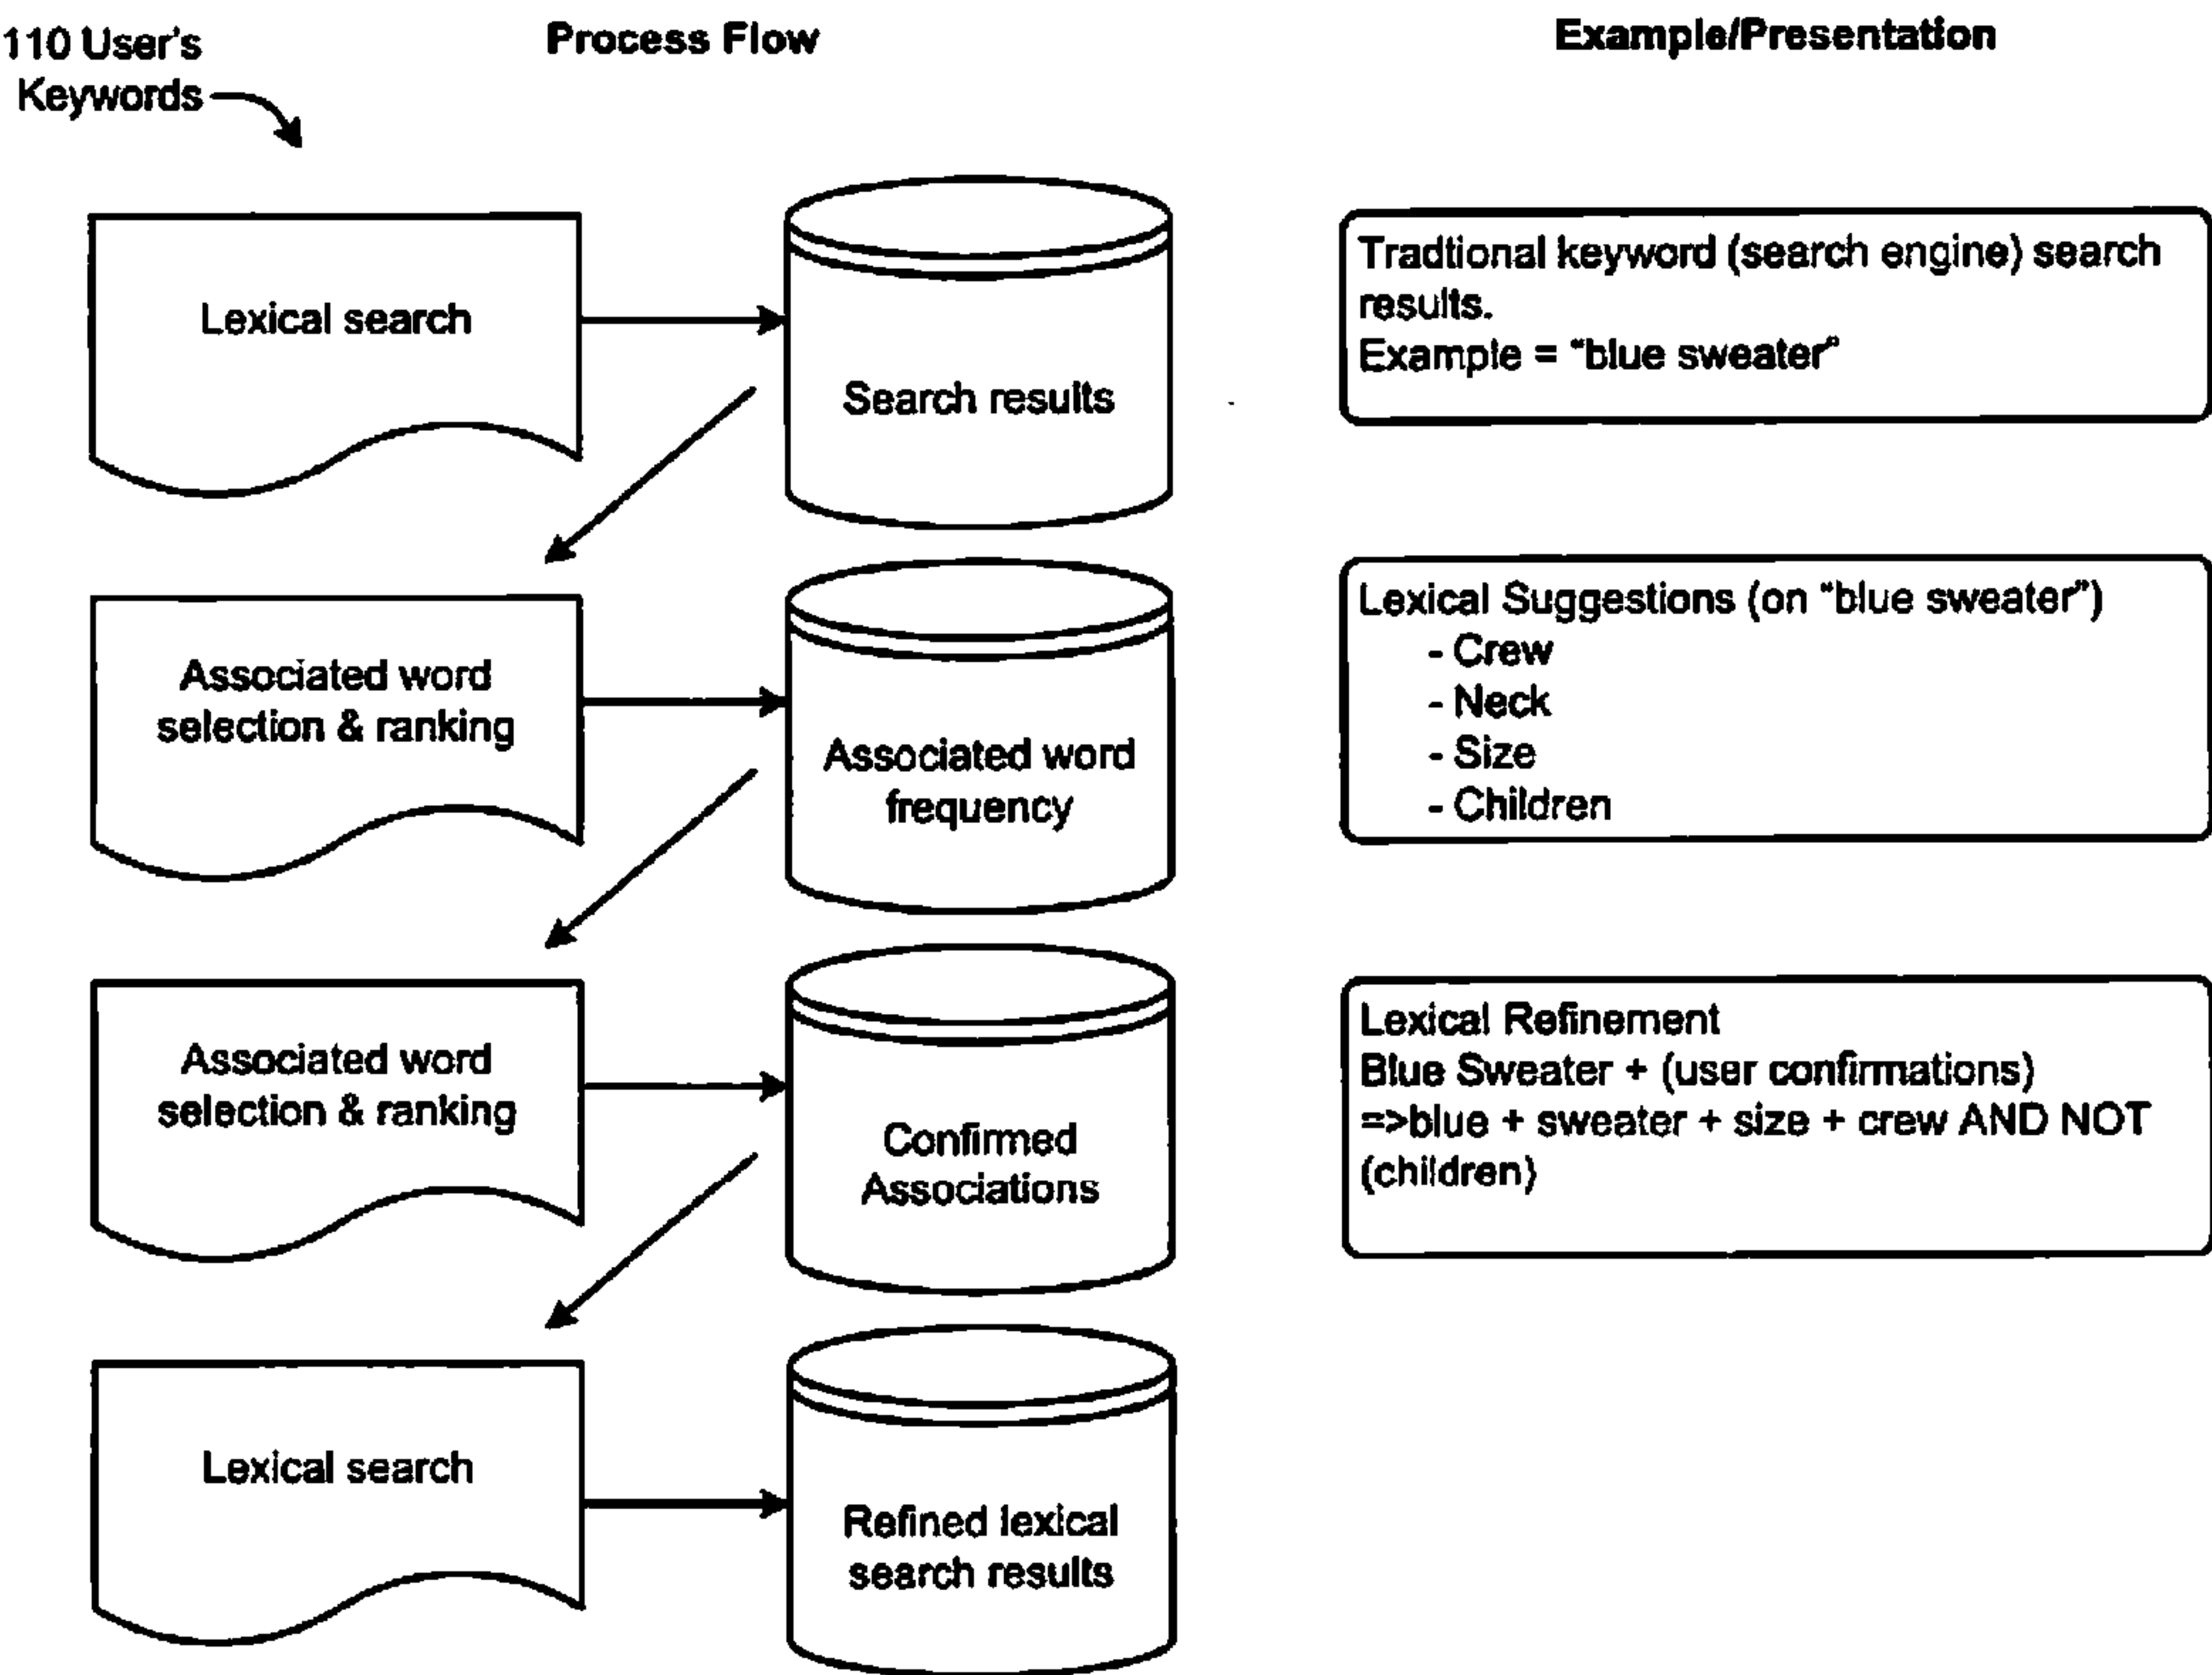 110 User's
Keywords
Process Flow
Example/Presentation
Lexical search
Search results
Tradtional keyword (search engine) search
results.
Example = "blue sweater"
Associated word
selection & ranking
Associated word
frequency
Lexical Suggestions (on "blue sweater")
- Crew
- Neck
- Size
- Children
Associated word
selection & ranking
Confirmed
Associations
Lexical Refinement
Blue Sweater + (user confirmations)
=>blue + sweater + size + crew AND NOT
(children)
Lexical search
Refined lexical
search results